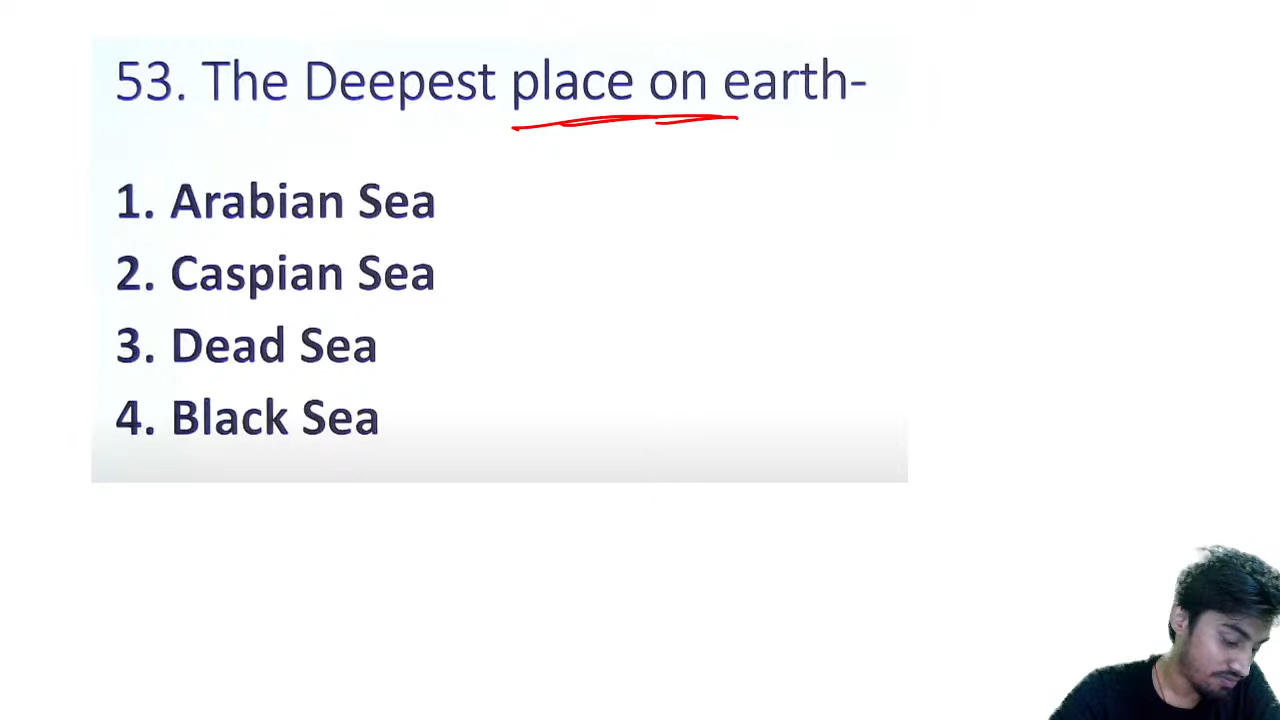 53. The Deepest place on earth-
1. Arabian Sea
2. Caspian Sea
3. Dead Sea
4. Black Sea